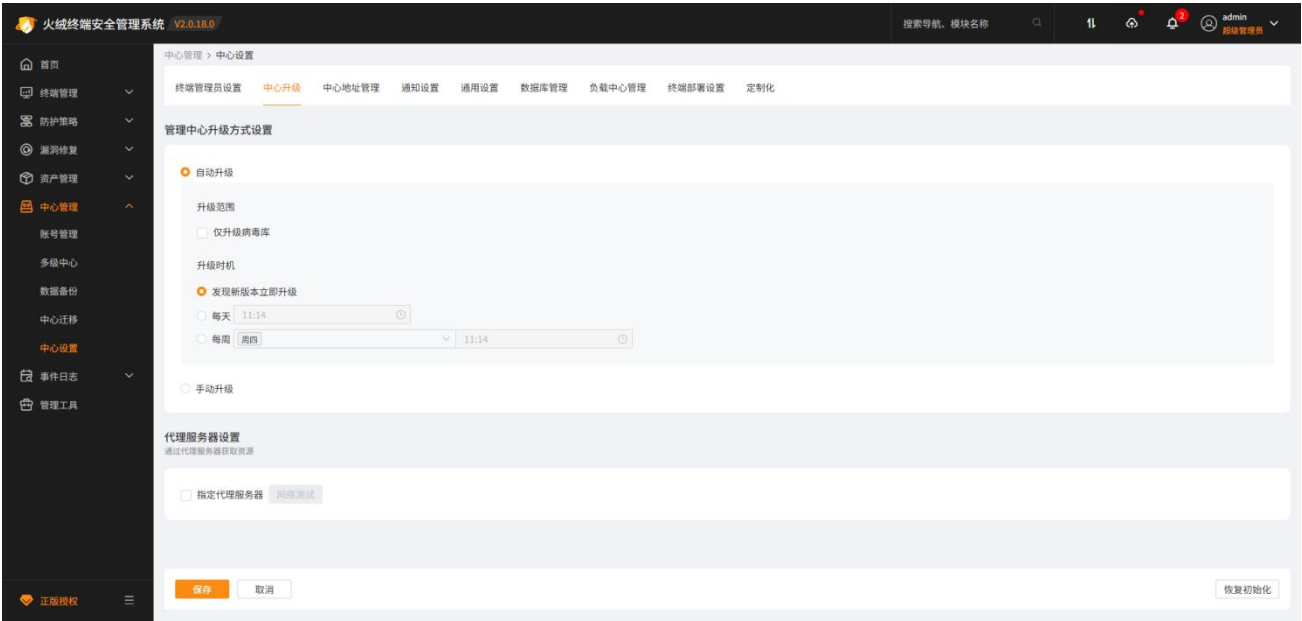 火绒终端安全管理系统 V2.0.18.0
搜索导航、模块名称
2
admin
超级管理员
首页
终端管理
防护策略
漏洞修复
资产管理
中心管理
账号管理
多级中心
数据备份
中心迁移
中心设置
事件日志
管理工具
正版授权
中心管理 > 中心设置
终端管理员设置 中心升级 中心地址管理 通知设置 通用设置 数据库管理 负载中心管理 终端部署设置 定制化
管理中心升级方式设置
自动升级
升级范围
仅升级病毒库
升级时机
发现新版本立即升级
每天 11:14
每周 周四 11:14
手动升级
代理服务器设置
通过代理服务器获取资源
指定代理服务器 网络测试
保存 取消 恢复初始化